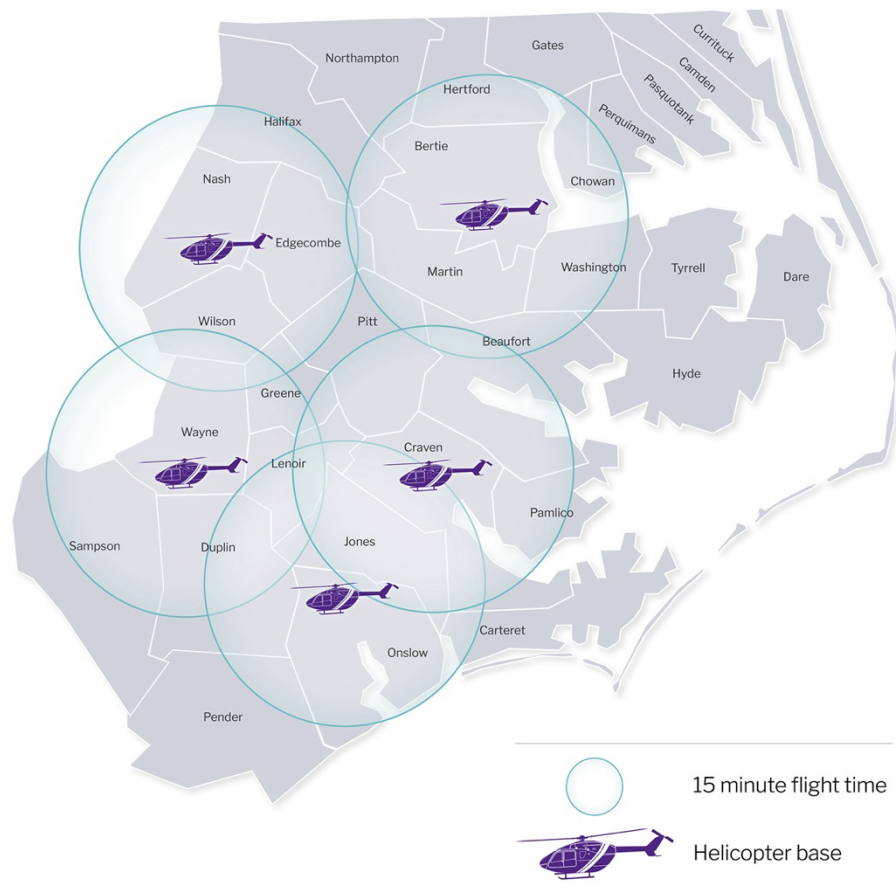 Currituck
Gates
Northampton
Camden
Hertford
Pasquotank
Perquimans
Halifax
Bertie
Nash
Chowan
Edgecombe
Martin
Washington
Tyrrell
Dare
Wilson
Pitt
Beaufort
Hyde
Greene
Wayne
Craven
Lenoir
Pamlico
Jones
Sampson
Duplin
Carteret
Onslow
Pender
15 minute flight time
Helicopter base